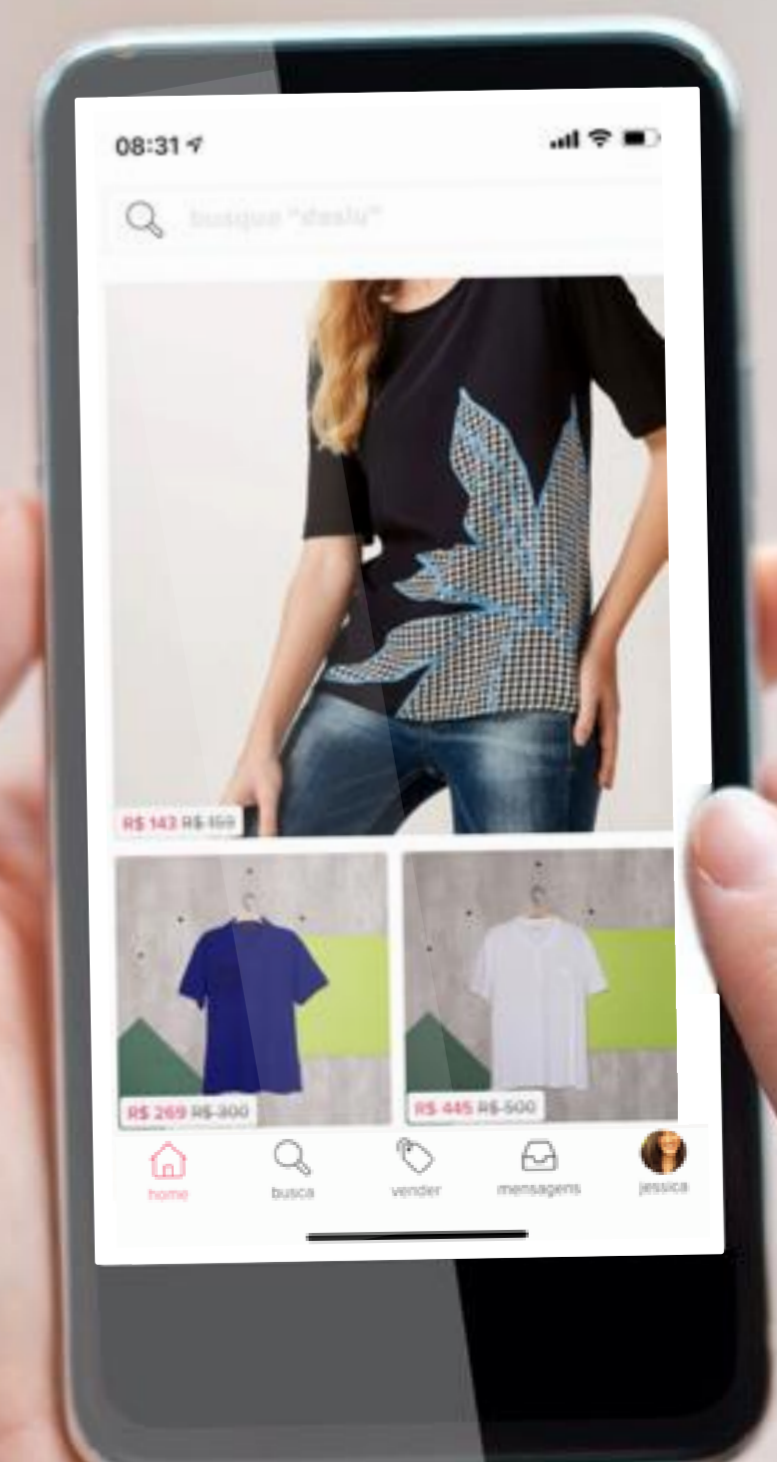 08:31
busque "daslu"
R$ 143 R$ 159
R$ 269 R$ 300
R$ 445 R$ 500
home
busca
vender
mensagens
jessica